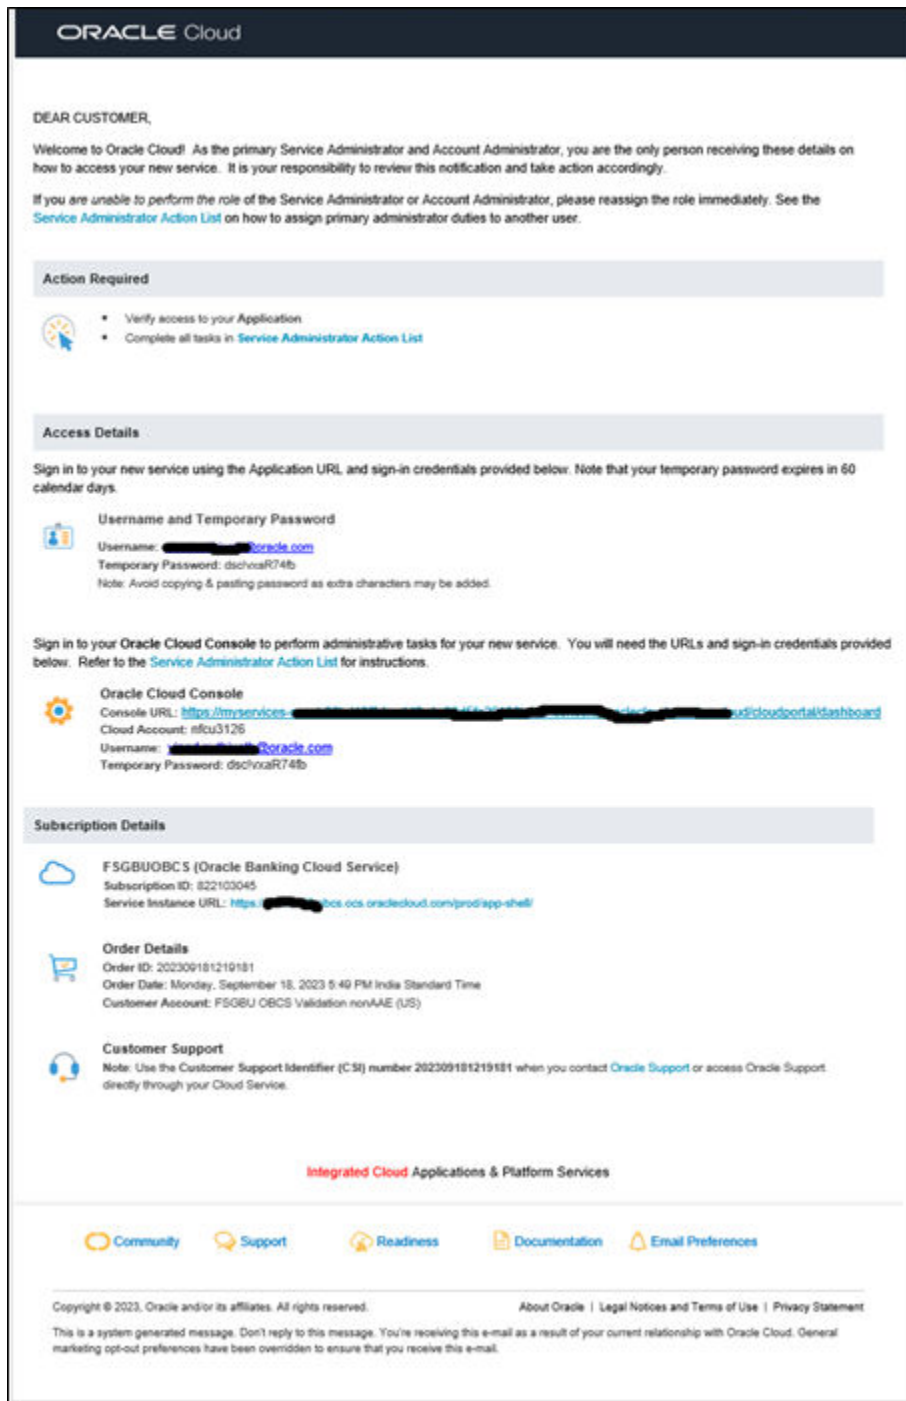 ORACLE Cloud
DEAR CUSTOMER,
Welcome to Oracle Cloud! As the primary Service Administrator and Account Administrator, you are the only person receiving these details on
how to access your new service. It is your responsibility to review this notification and take action accordingly.
If you are unable to perform the role of the Service Administrator or Account Administrator, please reassign the role immediately. See the
Service Administrator Action List on how to assign primary administrator duties to another user.
Action Required
• Verify access to your Application
• Complete all tasks in Service Administrator Action List
Access Details
Sign in to your new service using the Application URL and sign-in credentials provided below. Note that your temporary password expires in 60
calendar days.
Username and Temporary Password
Username: @oracle.com
Temporary Password:
Note: Avoid copying & pasting password as extra characters may be added.
Sign in to your Oracle Cloud Console to perform administrative tasks for your new service. You will need the URLs and sign-in credentials provided
below. Refer to the Service Administrator Action List for instructions.
Oracle Cloud Console
Console URL: https://myservices- ud/cloudportal/dashboard
Cloud Account: nfcu3126
Username: @oracle.com
Temporary Password:
Subscription Details
FSGBUOBCS (Oracle Banking Cloud Service)
Subscription ID: 822103045
Service Instance URL: https:/ bcs.ocs.oraclecloud.com/prod/app-shell/
Order Details
Order ID: 202309181219181
Order Date: Monday, September 18, 2023 5:49 PM India Standard Time
Customer Account: FSGBU OBCS Validation nonAAE (US)
Customer Support
Note: Use the Customer Support Identifier (CSI) number 202309181219181 when you contact Oracle Support or access Oracle Support
directly through your Cloud Service.
Integrated Cloud Applications & Platform Services
Community Support Readiness Documentation Email Preferences
Copyright © 2023, Oracle and/or its affiliates. All rights reserved. About Oracle | Legal Notices and Terms of Use | Privacy Statement
This is a system generated message. Don't reply to this message. You're receiving this e-mail as a result of your current relationship with Oracle Cloud. General
marketing opt-out preferences have been overridden to ensure that you receive this e-mail.